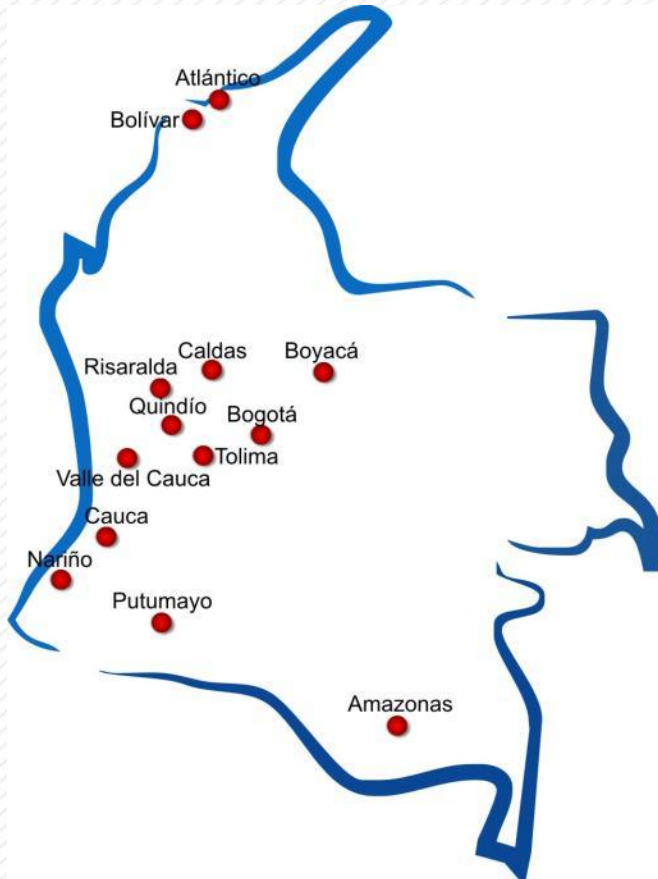 Atlántico
Bolívar
Caldas
Boyacá
Risaralda
Quindío
Bogotá
Tolima
Valle del Cauca
Cauca
Nariño
Putumayo
Amazonas